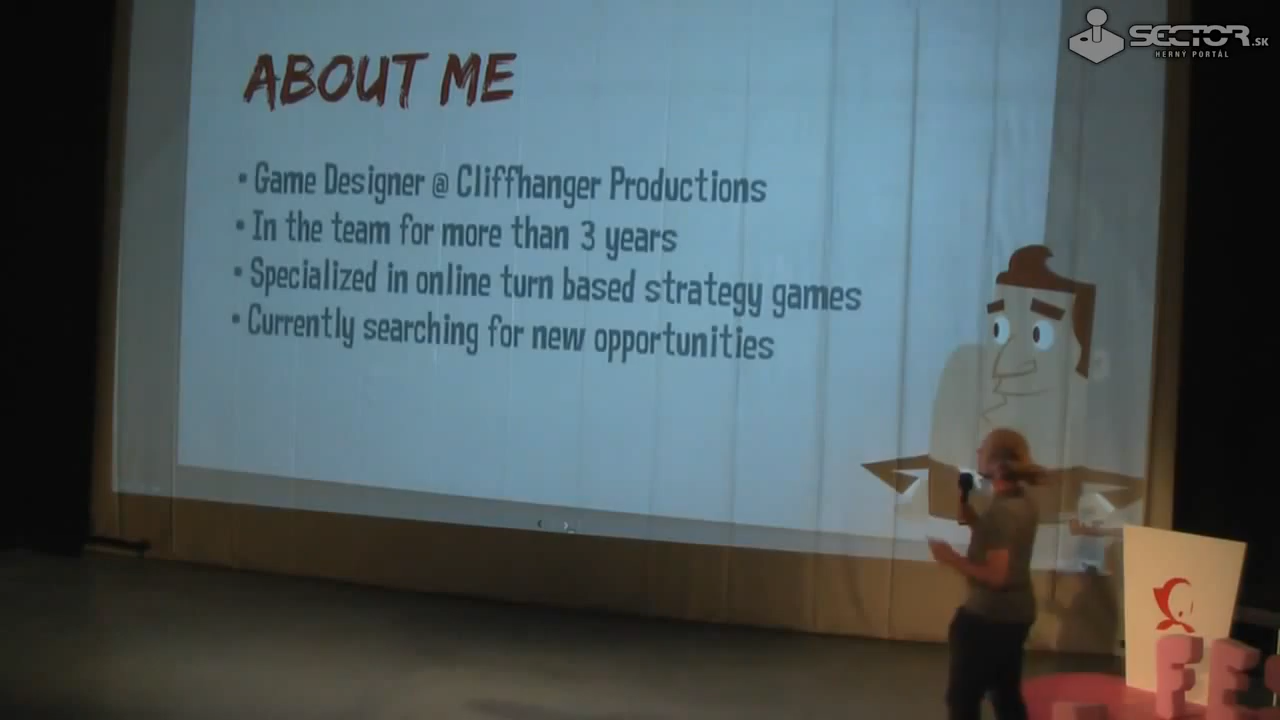 SECTOR.SK
HERNÝ PORTÁL
ABOUT ME
• Game Designer @ Cliffhanger Productions
• In the team for more than 3 years
• Specialized in online turn based strategy games
• Currently searching for new opportunities
FE